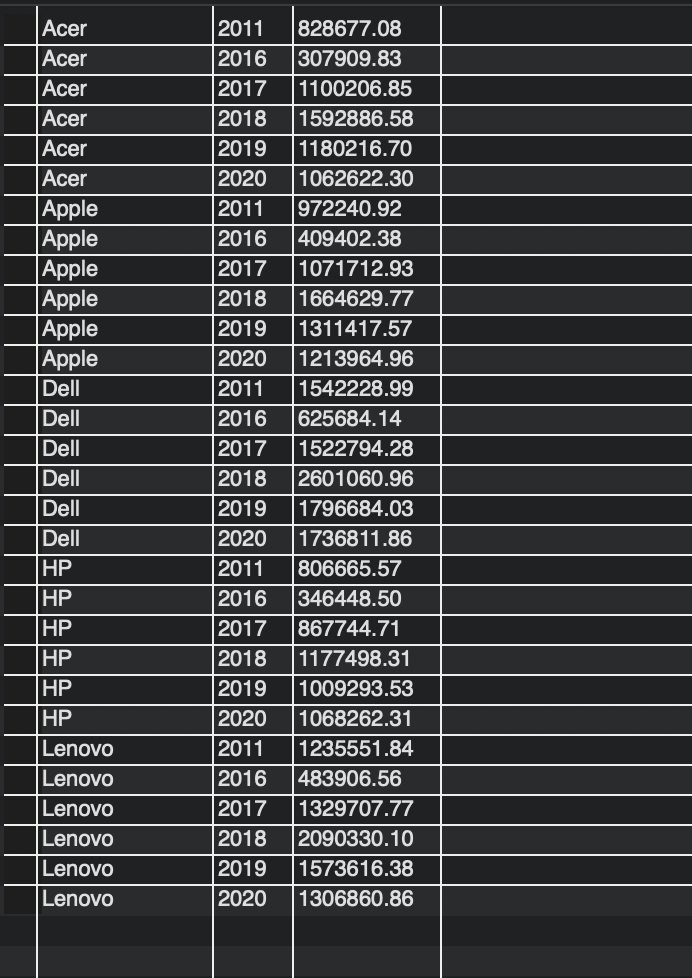 Acer 2011 828677.08
Acer 2016 307909.83
Acer 2017 1100206.85
Acer 2018 1592886.58
Acer 2019 1180216.70
Acer 2020 1062622.30
Apple 2011 972240.92
Apple 2016 409402.38
Apple 2017 1071712.93
Apple 2018 1664629.77
Apple 2019 1311417.57
Apple 2020 1213964.96
Dell 2011 1542228.99
Dell 2016 625684.14
Dell 2017 1522794.28
Dell 2018 2601060.96
Dell 2019 1796684.03
Dell 2020 1736811.86
HP 2011 806665.57
HP 2016 346448.50
HP 2017 867744.71
HP 2018 1177498.31
HP 2019 1009293.53
HP 2020 1068262.31
Lenovo 2011 1235551.84
Lenovo 2016 483906.56
Lenovo 2017 1329707.77
Lenovo 2018 2090330.10
Lenovo 2019 1573616.38
Lenovo 2020 1306860.86